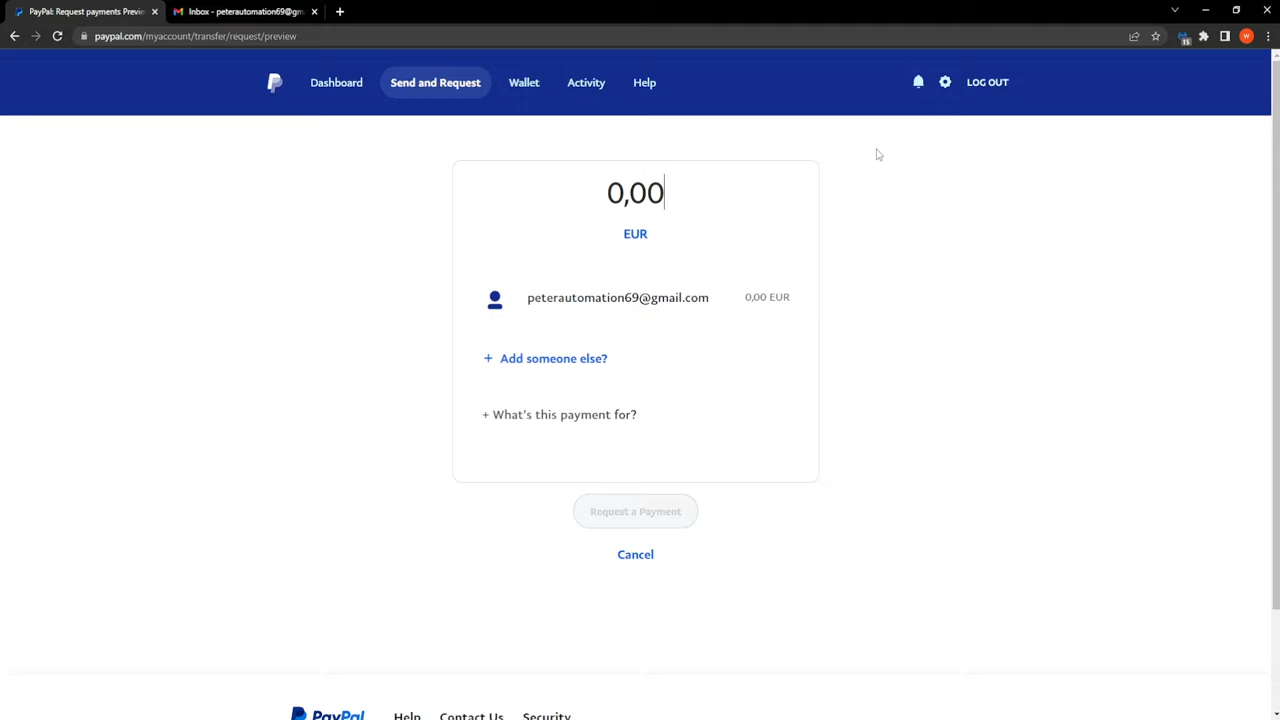 PayPal: Request payments Previe
Inbox - peterautomation69@gm
paypal.com/myaccount/transfer/request/preview
15
W
Dashboard
Send and Request
Wallet
Activity
Help
LOG OUT
0,00
EUR
peterautomation69@gmail.com
0,00 EUR
+ Add someone else?
+ What's this payment for?
Request a Payment
Cancel
PayPal
Help
Contact Us
Security